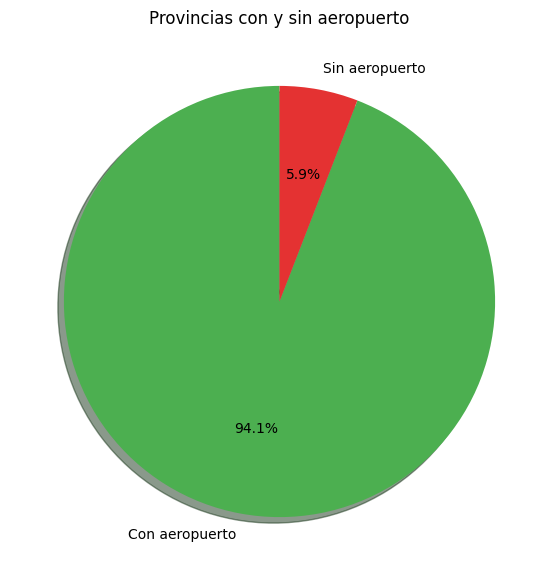 Provincias con y sin aeropuerto
Sin aeropuerto
5.9%
94.1%
Con aeropuerto